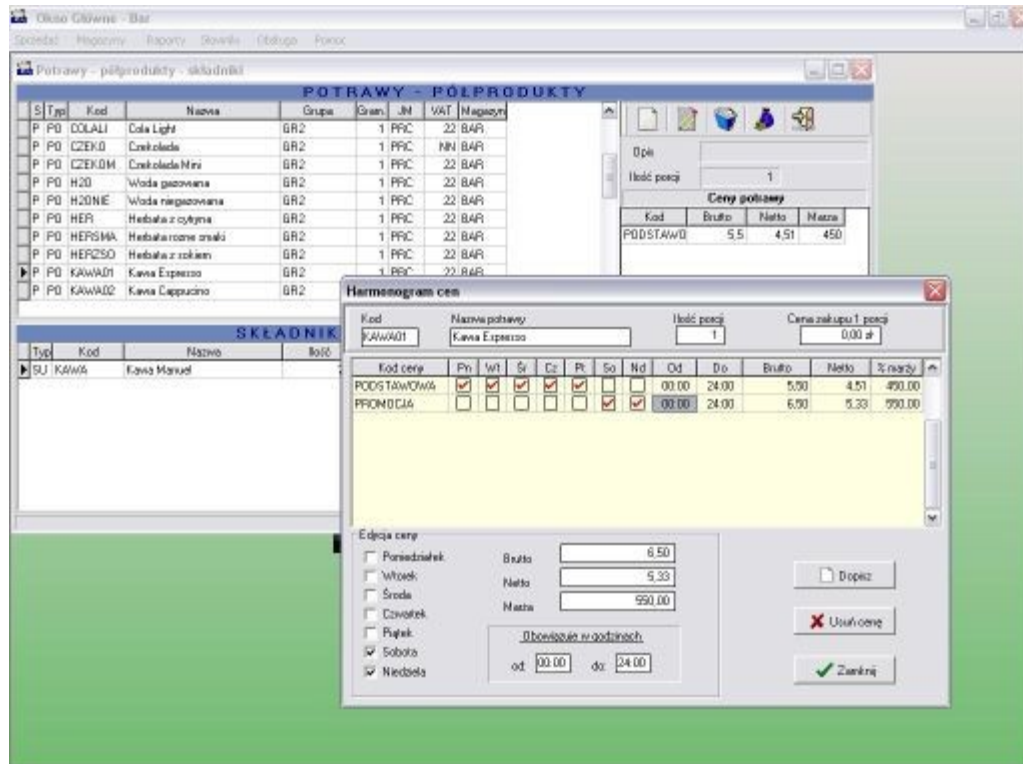 Okno Główne - Bar
Sprzedaż Magazyny Raporty Słowniki Obsługa Pomoc
Potrawy - półprodukty - składniki
POTRAWY - PÓŁPRODUKTY
S Typ Kod Nazwa Grupa Gram. JM VAT Magazyn
P PO COLALI Cola Light GR2 1 PRC 22 BAR
P PO CZEKO Czekolada GR2 1 PRC NN BAR
P PO CZEKOM Czekolada Mini GR2 1 PRC 22 BAR
P PO H2O Woda gazowana GR2 1 PRC 22 BAR
P PO H2ONIE Woda niegazowana GR2 1 PRC 22 BAR
P PO HER Herbata z cytryna GR2 1 PRC 22 BAR
P PO HERSMA Herbata rozne smaki GR2 1 PRC 22 BAR
P PO HERZSO Herbata z sokiem GR2 1 PRC 22 BAR
P PO KAWA01 Kawa Espresso GR2 1 PRC 22 BAR
P PO KAWA02 Kawa Cappucino GR2
Opis
Ilość porcji 1
Ceny potrawy
Kod Brutto Netto Marza
PODSTAWO 5,5 4,51 450
SKŁADNIK
Typ Kod Nazwa Ilość
SU KAWA Kawa Manuel
Harmonogram cen
Kod Nazwa potrawy Ilość porcji Cena zakupu 1 porcji
KAWA01 Kawa Espresso 1 0,00 zł
Kod ceny Pn Wt Śr Cz Pt So Nd Od Do Brutto Netto % marży
PODSTAWOWA 00:00 24:00 5,50 4,51 450,00
PROMOCJA 00:00 24:00 6,50 5,33 550,00
Edycja ceny
Poniedziałek
Wtorek
Środa
Czwartek
Piątek
Sobota
Niedziela
Brutto 6,50
Netto 5,33
Marża 550,00
Obowiązuje w godzinach
od: 00:00 do: 24:00
Dopisz
Usuń cenę
Zamknij